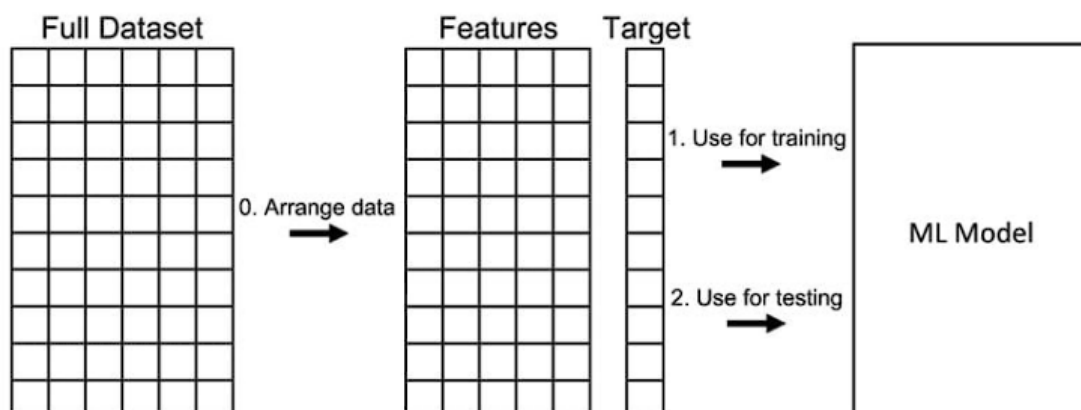 Full Dataset
Features
Target
0. Arrange data
1. Use for training
2. Use for testing
ML Model